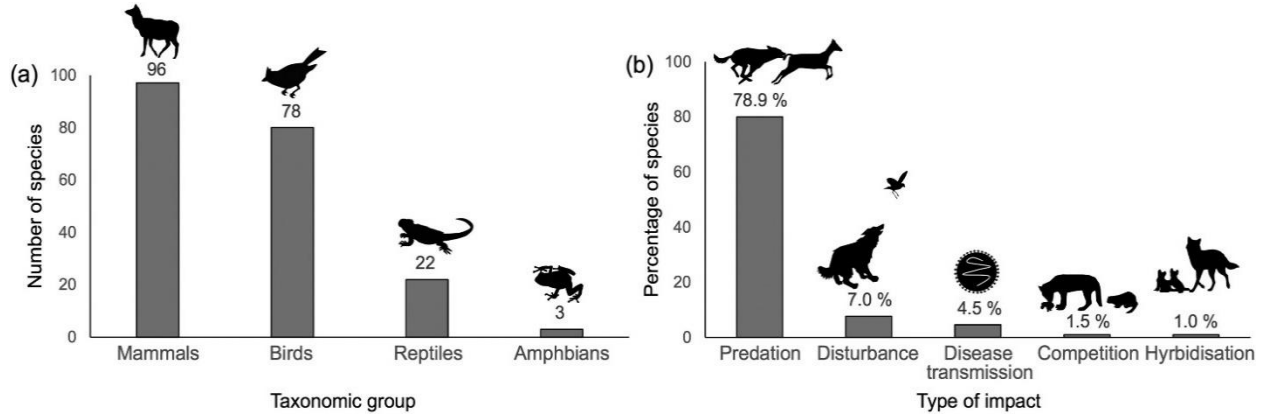 (a)
Number of species
100
80
60
40
20
0
96
78
22
3
Mammals
Birds
Reptiles
Amphbians
Taxonomic group
(b)
Percentage of species
100
80
60
40
20
0
78.9 %
7.0 %
4.5 %
1.5 %
1.0 %
Predation
Disturbance
Disease
transmission
Competition
Hyrbidisation
Type of impact